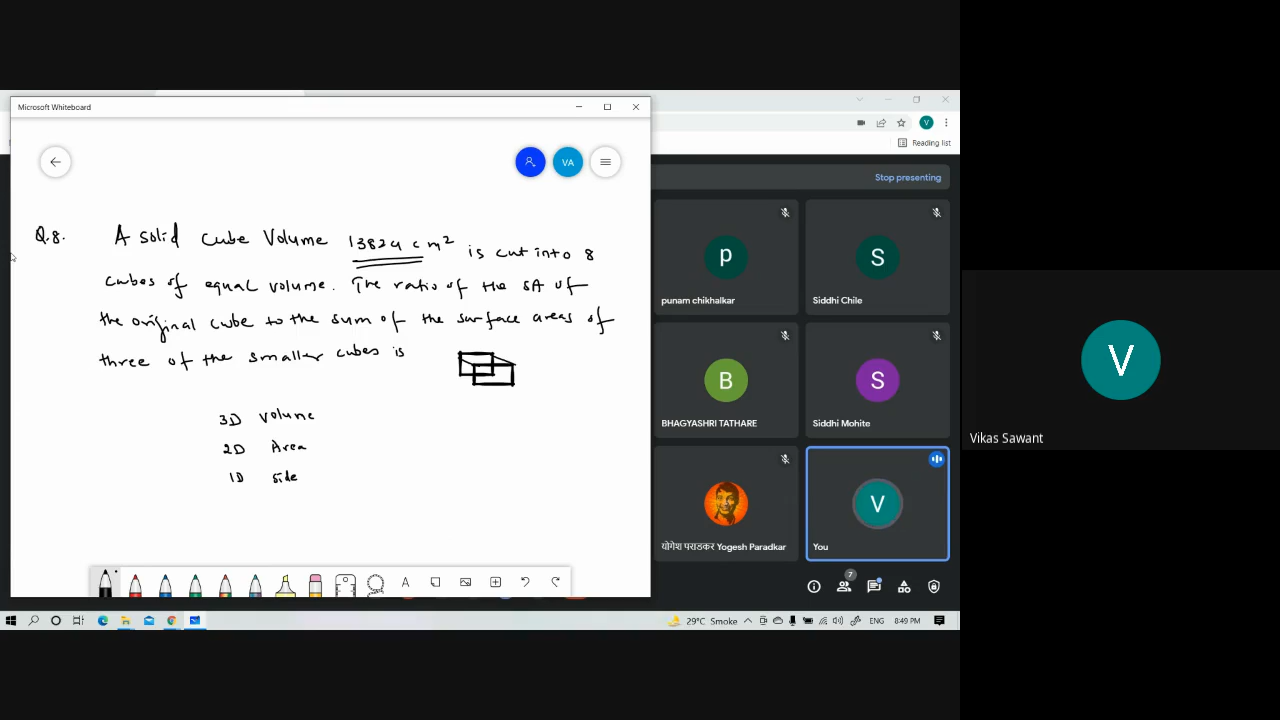 Microsoft Whiteboard
VA
V
Reading list
Stop presenting
Q.8. A solid cube Volume 13824 cm² is cut into 8
cubes of equal volume. The ratio of the SA of
the original cube to the sum of the surface areas of
three of the smaller cubes is
3D Volume
2D Area
1D side
p
punam chikhalkar
S
Siddhi Chile
B
BHAGYASHRI TATHARE
S
Siddhi Mohite
योगेश पराडकर Yogesh Paradkar
V
You
7
A
29°C Smoke
ENG
8:49 PM
V
Vikas Sawant